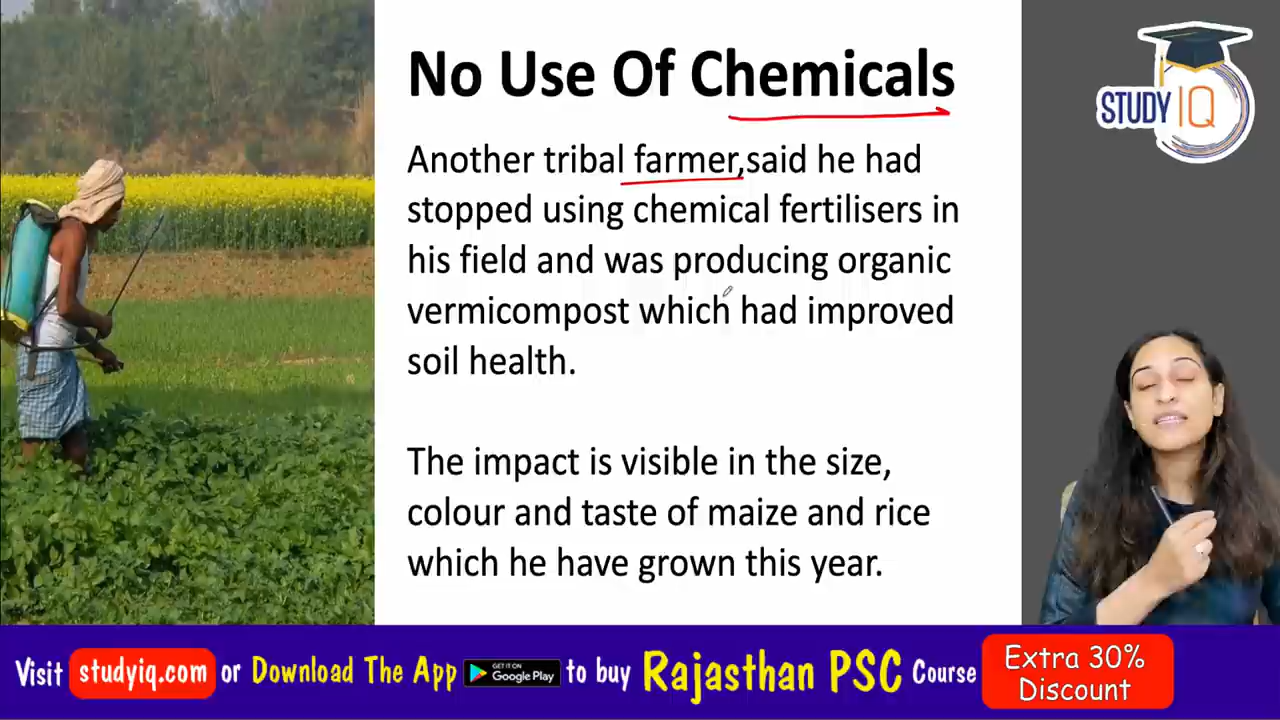 No Use Of Chemicals
Another tribal farmer,said he had
stopped using chemical fertilisers in
his field and was producing organic
vermicompost which had improved
soil health.
The impact is visible in the size,
colour and taste of maize and rice
which he have grown this year.
STUDY IQ
Visit studyiq.com or Download The App GET IT ON Google Play to buy Rajasthan PSC Course
Extra 30%
Discount